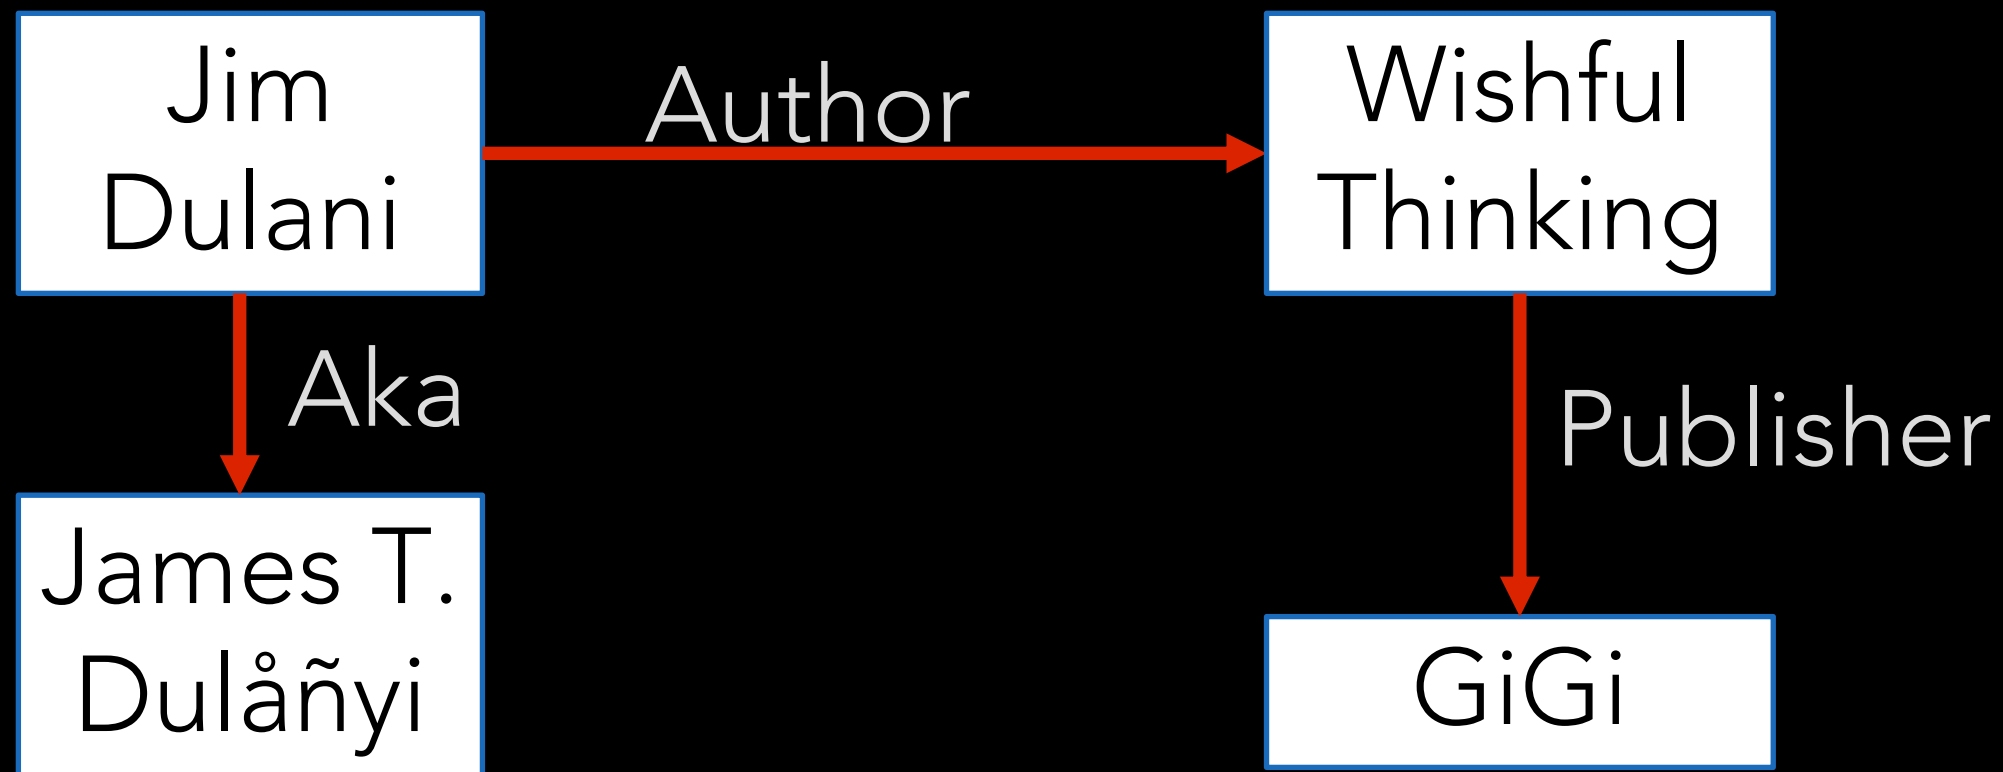 Jim
Dulani
Author
Wishful
Thinking
Aka
Publisher
James T.
Dulåñyi
GiGi